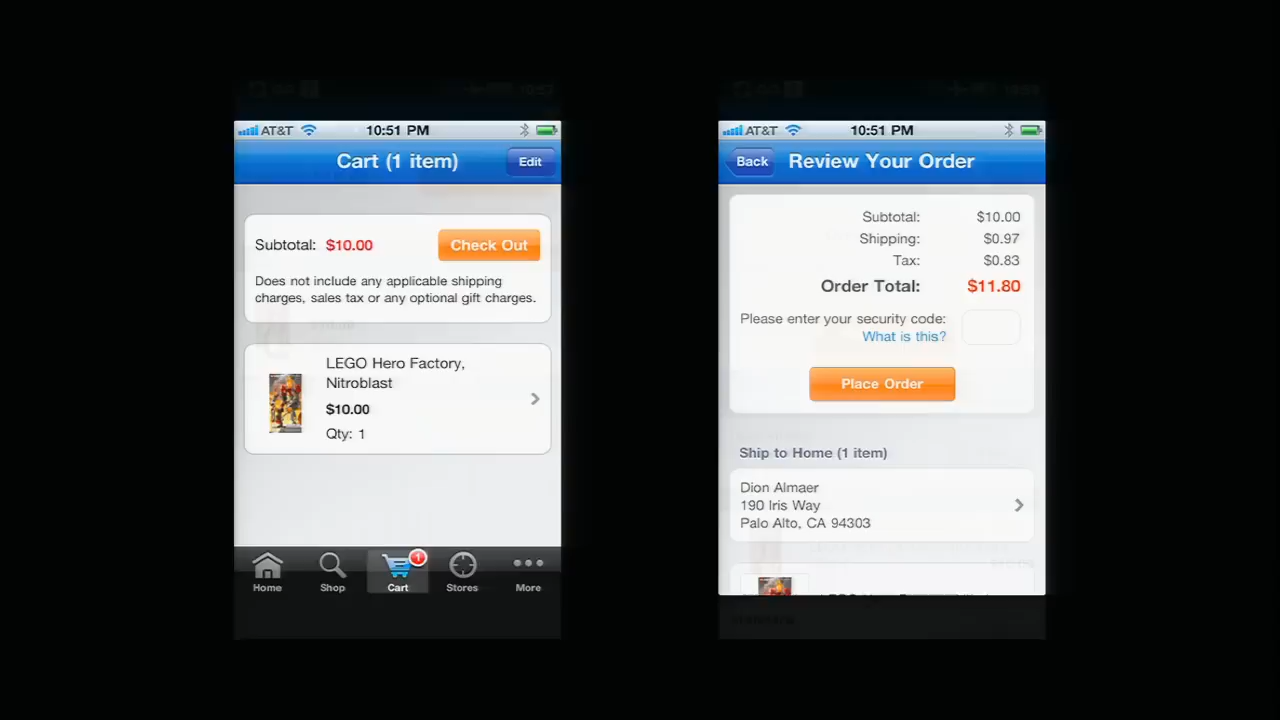 AT&T 10:51 PM
Cart (1 item)
Edit
Subtotal: $10.00
Check Out
Does not include any applicable shipping
charges, sales tax or any optional gift charges.
LEGO Hero Factory,
Nitroblast
$10.00
Qty: 1
1
Home Shop Cart Stores More
AT&T 10:51 PM
Back
Review Your Order
Subtotal: $10.00
Shipping: $0.97
Tax: $0.83
Order Total: $11.80
Please enter your security code:
What is this?
Place Order
Ship to Home (1 item)
Dion Almaer
190 Iris Way
Palo Alto, CA 94303